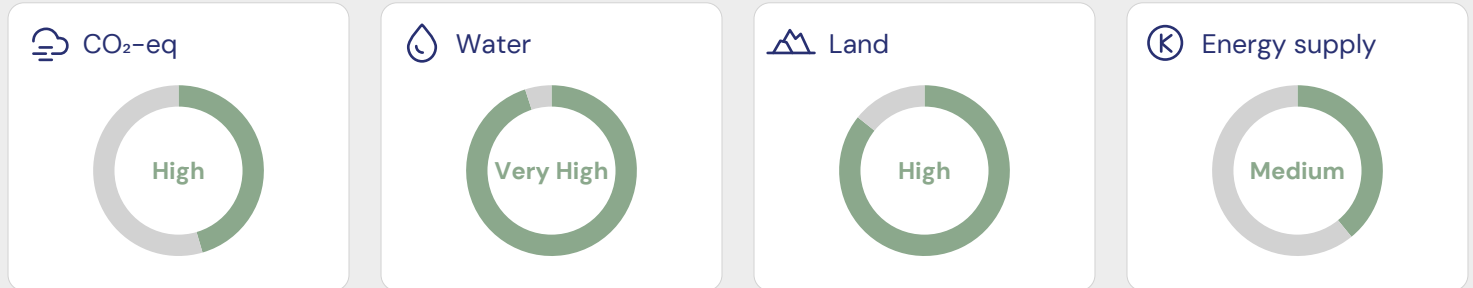 CO₂-eq
High
Water
Very High
Land
High
Energy supply
Medium